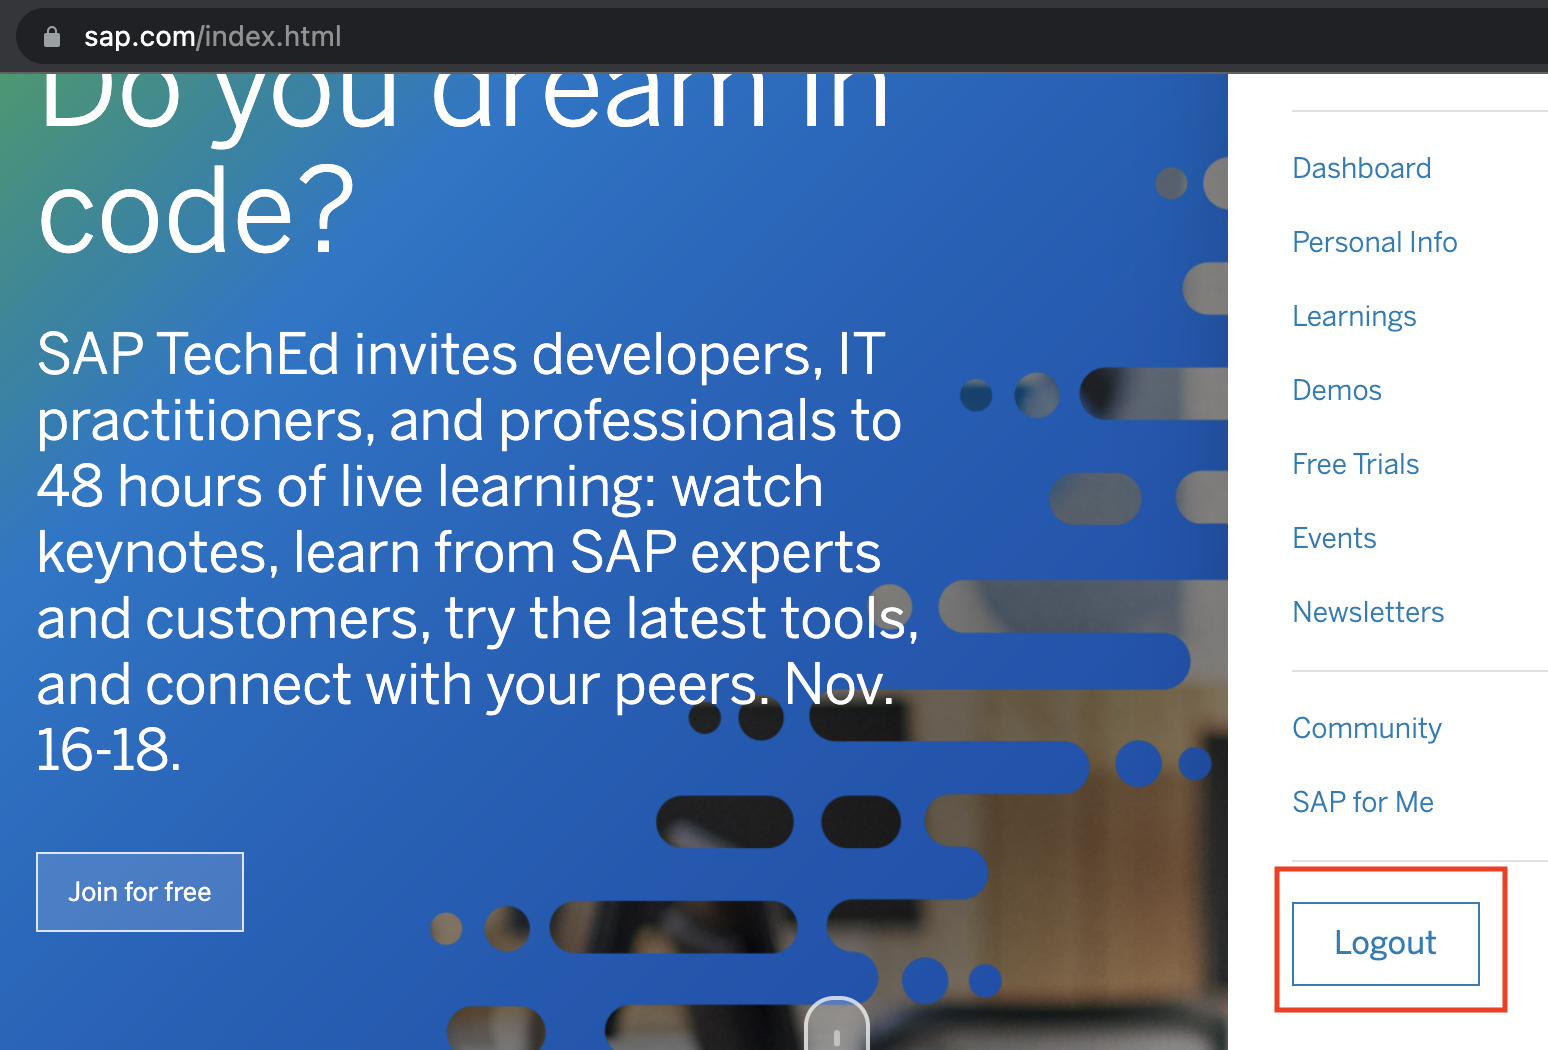 sap.com/index.html
Do you dream in
code?
SAP TechEd invites developers, IT
practitioners, and professionals to
48 hours of live learning: watch
keynotes, learn from SAP experts
and customers, try the latest tools,
and connect with your peers. Nov.
16-18.
Join for free
Dashboard
Personal Info
Learnings
Demos
Free Trials
Events
Newsletters
Community
SAP for Me
Logout